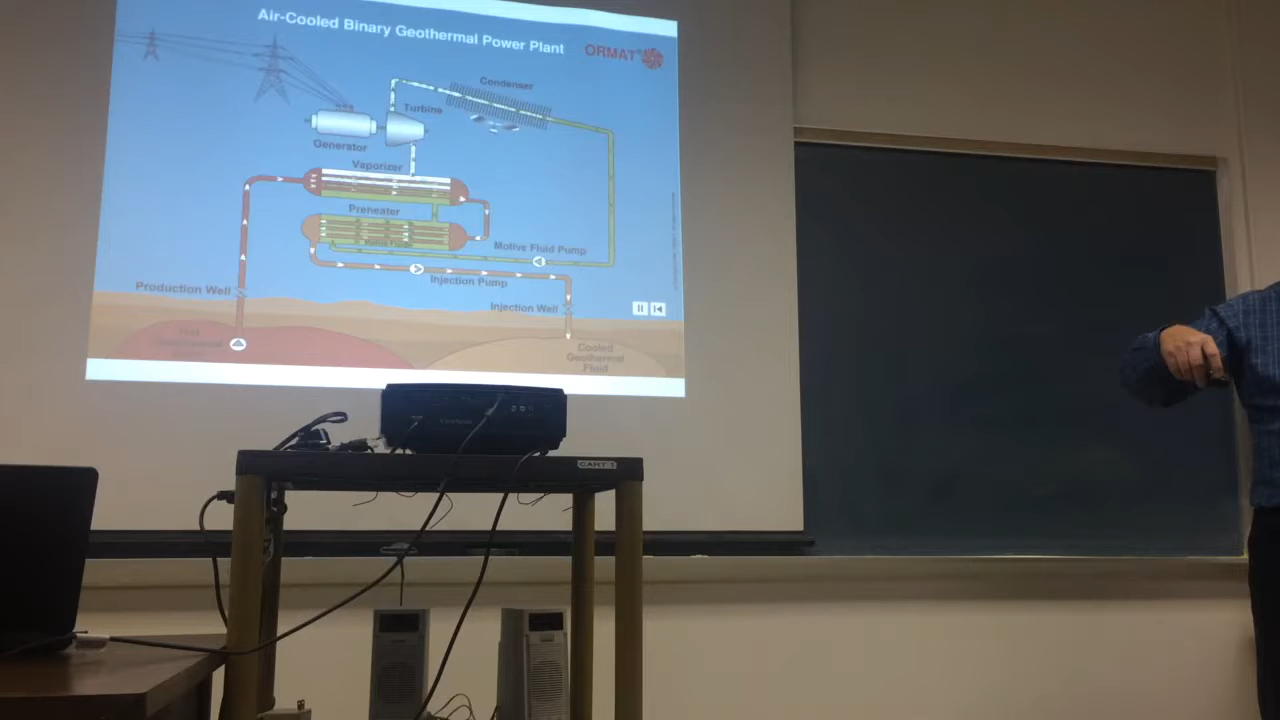 Air-Cooled Binary Geothermal Power Plant
ORMAT
Condenser
Turbine
Generator
Vaporizer
Preheater
Motive Fluid Pump
Injection Pump
Production Well
Injection Well
Cooled
Geothermal
Fluid
CART 1